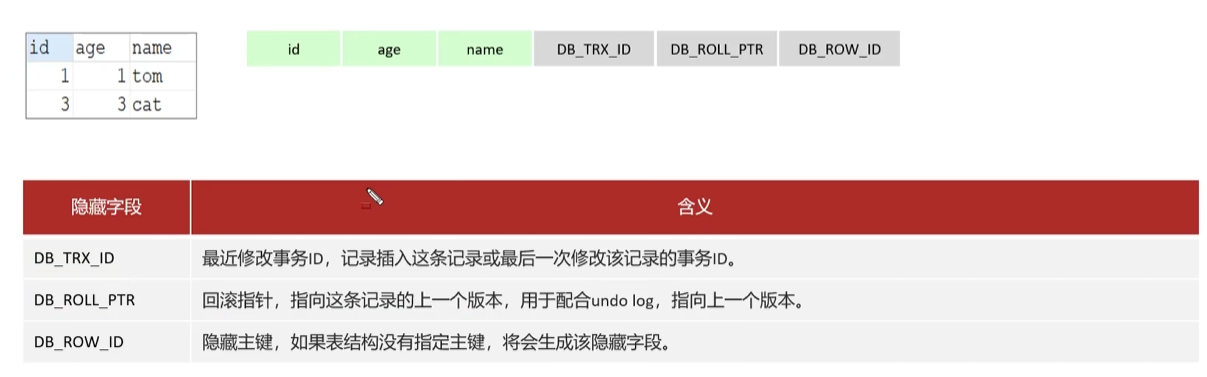 id age name
1 1 tom
3 3 cat
id age name DB_TRX_ID DB_ROLL_PTR DB_ROW_ID
隐藏字段 含义
DB_TRX_ID 最近修改事务ID，记录插入这条记录或最后一次修改该记录的事务ID。
DB_ROLL_PTR 回滚指针，指向这条记录的上一个版本，用于配合undo log，指向上一个版本。
DB_ROW_ID 隐藏主键，如果表结构没有指定主键，将会生成该隐藏字段。